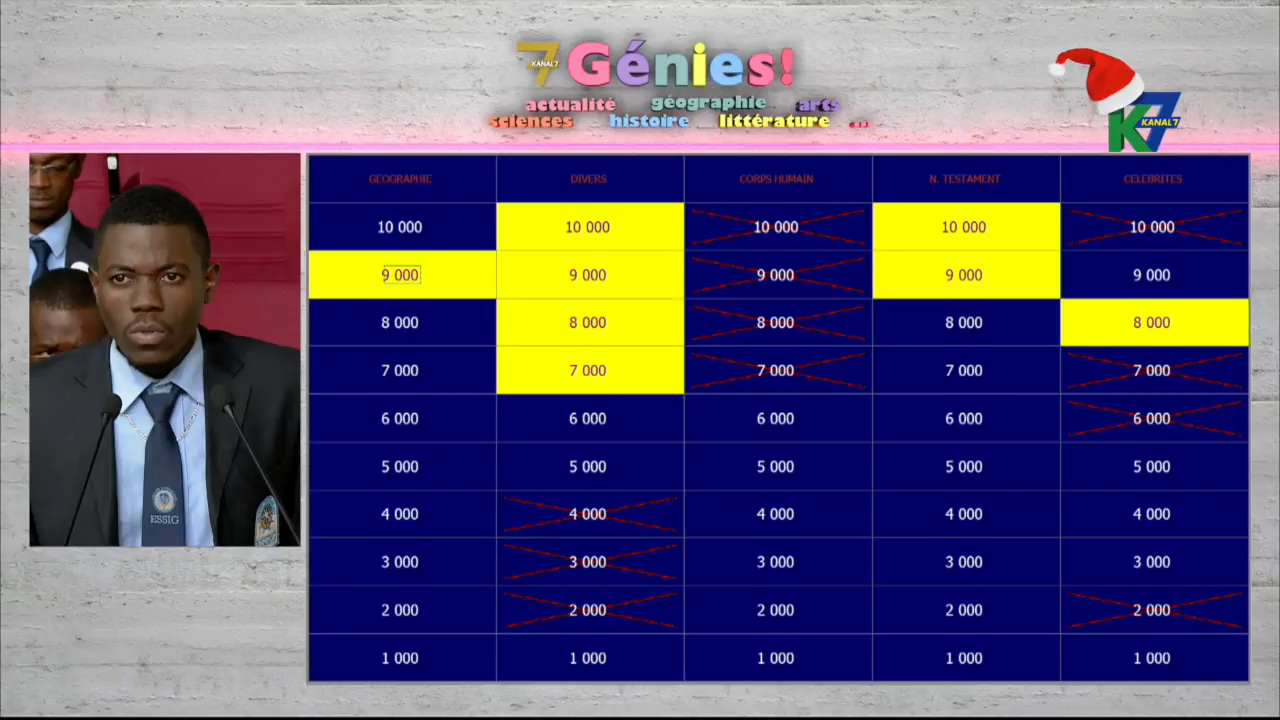 7 Génies!
KANAL7
actualité géographie arts
sciences histoire littérature ...
K7
KANAL7
GEOGRAPHIE DIVERS CORPS HUMAIN N. TESTAMENT CELEBRITES
10 000 10 000 10 000 10 000 10 000
9 000 9 000 9 000 9 000 9 000
8 000 8 000 8 000 8 000 8 000
7 000 7 000 7 000 7 000 7 000
6 000 6 000 6 000 6 000 6 000
5 000 5 000 5 000 5 000 5 000
4 000 4 000 4 000 4 000 4 000
3 000 3 000 3 000 3 000 3 000
2 000 2 000 2 000 2 000 2 000
1 000 1 000 1 000 1 000 1 000
ESSIG